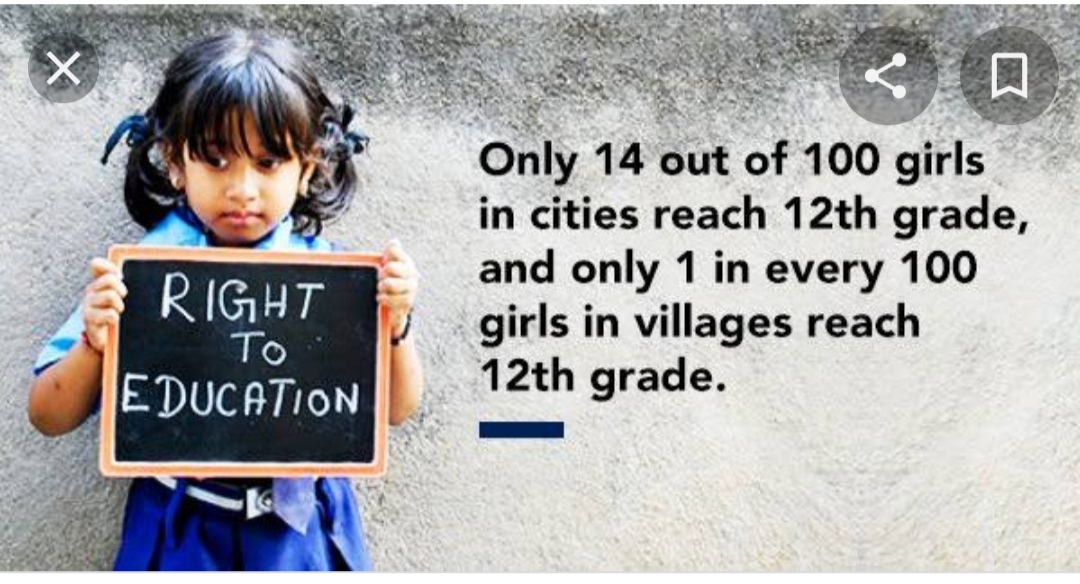 RIGHT
TO
EDUCATION
Only 14 out of 100 girls
in cities reach 12th grade,
and only 1 in every 100
girls in villages reach
12th grade.